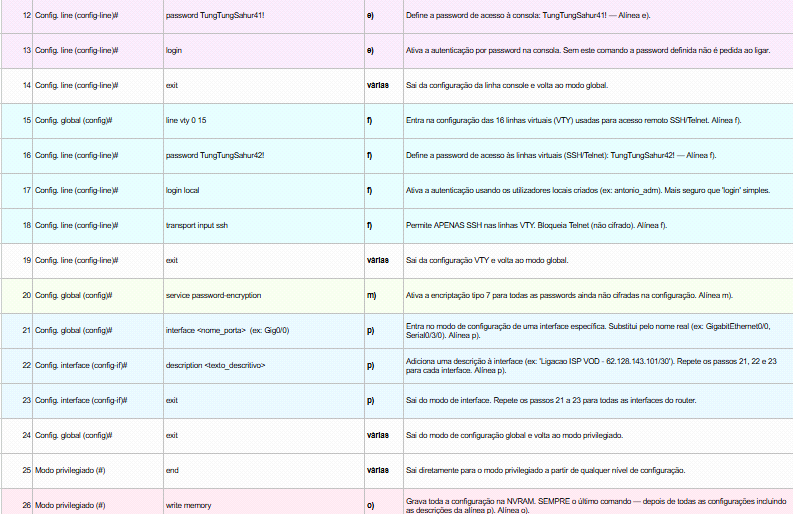 12 Config. line (config-line)# password TungTungSahur41! e) Define a password de acesso à consola: TungTungSahur41! — Alínea e).
13 Config. line (config-line)# login e) Ativa a autenticação por password na consola. Sem este comando a password definida não é pedida ao ligar.
14 Config. line (config-line)# exit várias Sai da configuração da linha console e volta ao modo global.
15 Config. global (config)# line vty 0 15 f) Entra na configuração das 16 linhas virtuais (VTY) usadas para acesso remoto SSH/Telnet. Alínea f).
16 Config. line (config-line)# password TungTungSahur42! f) Define a password de acesso às linhas virtuais (SSH/Telnet): TungTungSahur42! — Alínea f).
17 Config. line (config-line)# login local f) Ativa a autenticação usando os utilizadores locais criados (ex: antonio_adm). Mais seguro que 'login' simples.
18 Config. line (config-line)# transport input ssh f) Permite APENAS SSH nas linhas VTY. Bloqueia Telnet (não cifrado). Alínea f).
19 Config. line (config-line)# exit várias Sai da configuração VTY e volta ao modo global.
20 Config. global (config)# service password-encryption m) Ativa a encriptação tipo 7 para todas as passwords ainda não cifradas na configuração. Alínea m).
21 Config. global (config)# interface <nome_porta> (ex: Gig0/0) p) Entra no modo de configuração de uma interface específica. Substitui pelo nome real (ex: GigabitEthernet0/0,
Serial0/3/0). Alínea p).
22 Config. interface (config-if)# description <texto_descritivo> p) Adiciona uma descrição à interface (ex: 'Ligacao ISP VOD - 62.128.143.101/30'). Repete os passos 21, 22 e 23
para cada interface. Alínea p).
23 Config. interface (config-if)# exit p) Sai do modo de interface. Repete os passos 21 a 23 para todas as interfaces do router.
24 Config. global (config)# exit várias Sai do modo de configuração global e volta ao modo privilegiado.
25 Modo privilegiado (#) end várias Sai diretamente para o modo privilegiado a partir de qualquer nível de configuração.
26 Modo privilegiado (#) write memory o) Grava toda a configuração na NVRAM. SEMPRE o último comando — depois de todas as configurações incluindo
as descrições da alínea p). Alínea o).